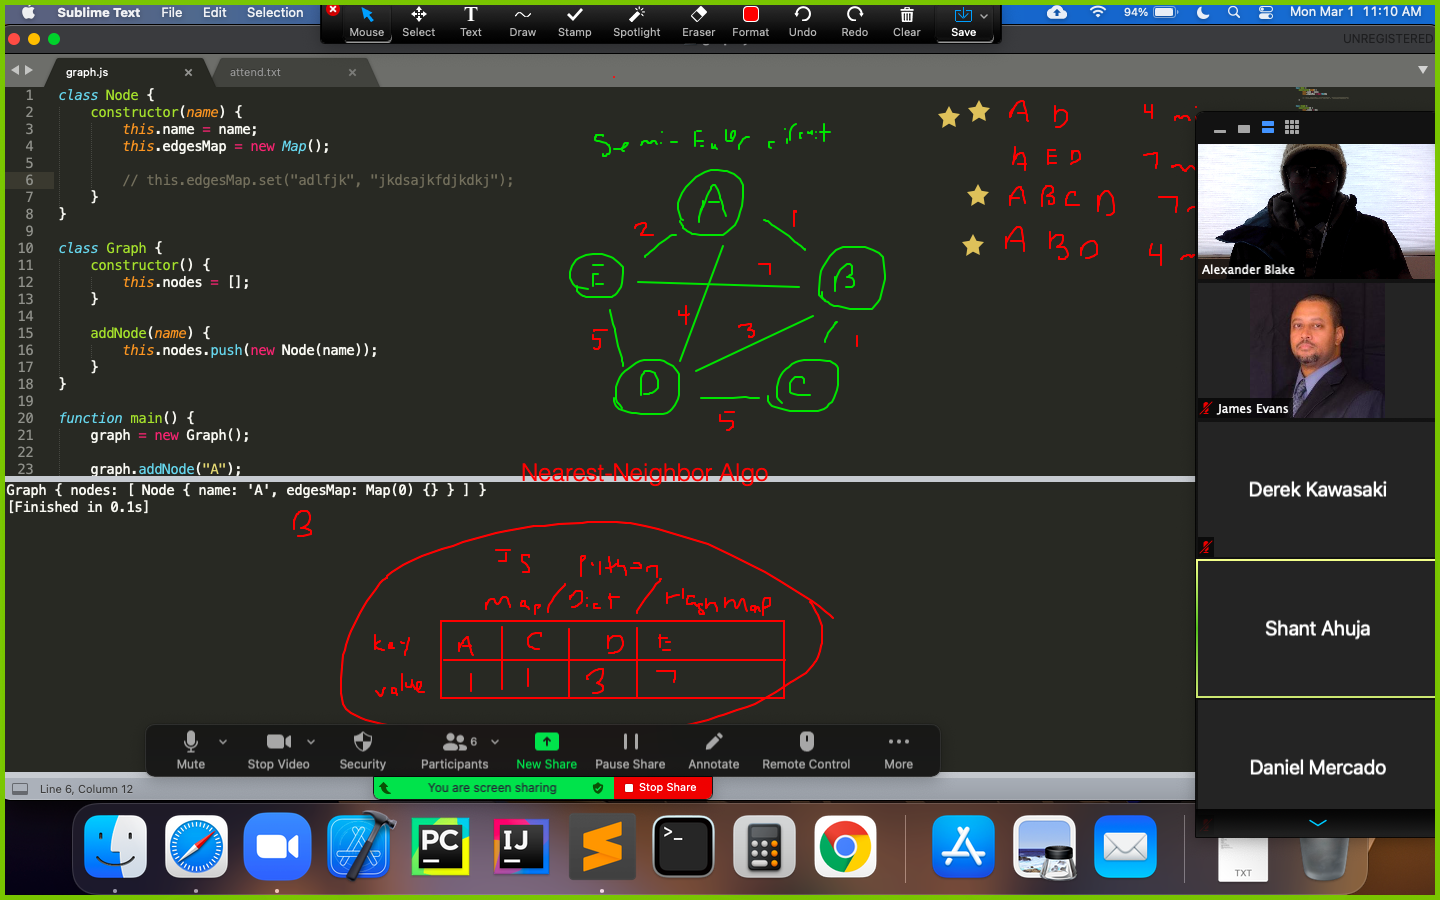 Sublime Text File Edit Selection
94% Mon Mar 1 11:10 AM
Mouse Select Text Draw Stamp Spotlight Eraser Format Undo Redo Clear Save
UNREGISTERED
graph.js attend.txt
1 class Node {
2 constructor(name) {
3 this.name = name;
4 this.edgesMap = new Map();
5
6 // this.edgesMap.set("adlfjk", "jkdsajkfdjkdkj");
7 }
8 }
9
10 class Graph {
11 constructor() {
12 this.nodes = [];
13 }
14
15 addNode(name) {
16 this.nodes.push(new Node(name));
17 }
18 }
19
20 function main() {
21 graph = new Graph();
22
23 graph.addNode("A");
Semi-Euler circuit
A
2 1
E 7 B
5 4 3 1
D C
5
A D 4 mi
A E D 7 m
A B C D 7
A B D 4 m
Nearest-Neighbor Algo
Graph { nodes: [ Node { name: 'A', edgesMap: Map(0) {} } ] }
[Finished in 0.1s]
B
JS Python
Map/Dict/HashMap
key A C D E
value 1 1 3 7
Alexander Blake
James Evans
Derek Kawasaki
Shant Ahuja
Daniel Mercado
6
Mute Stop Video Security Participants New Share Pause Share Annotate Remote Control More
You are screen sharing Stop Share
Line 6, Column 12
PC IJ >_ TXT